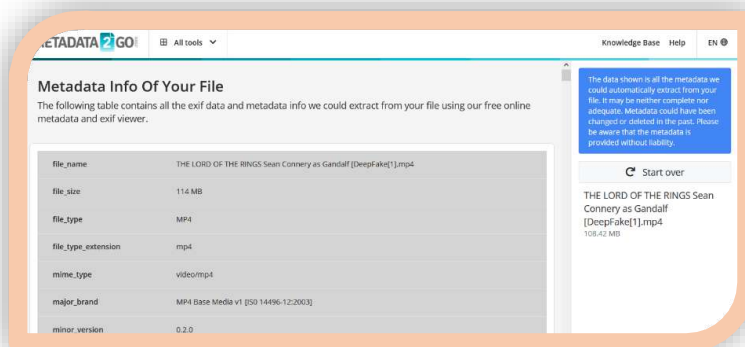 METADATA2GO
All tools
Knowledge Base Help EN
Metadata Info Of Your File
The following table contains all the exif data and metadata info we could extract from your file using our free online
metadata and exif viewer.
file_name THE LORD OF THE RINGS Sean Connery as Gandalf [DeepFake[1].mp4
file_size 114 MB
file_type MP4
file_type_extension mp4
mime_type video/mp4
major_brand MP4 Base Media v1 [IS0 14496-12:2003]
minor_version 0.2.0
The data shown is all the metadata we
could automatically extract from your
file. It may be neither complete nor
adequate. Metadata could have been
changed or deleted in the past. Please
be aware that the metadata is
provided without liability.
Start over
THE LORD OF THE RINGS Sean
Connery as Gandalf
[DeepFake[1].mp4
108.42 MB